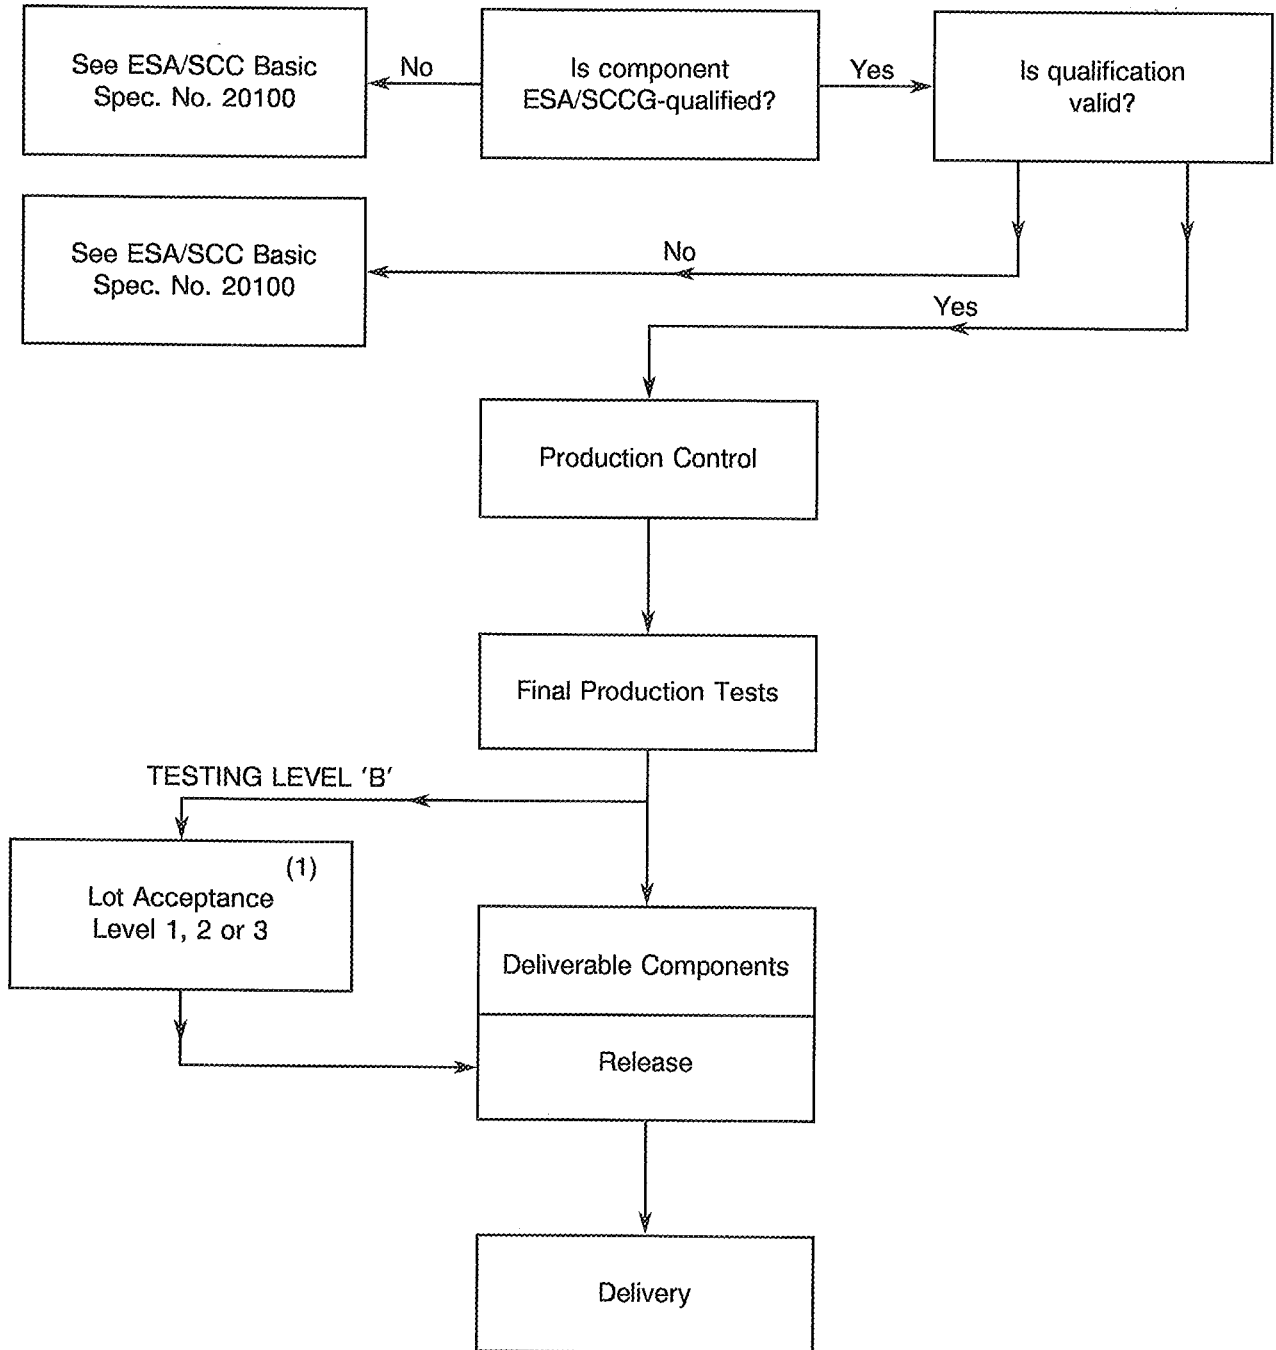 See ESA/SCC Basic
Spec. No. 20100
No
Is component
ESA/SCCG-qualified?
Yes
Is qualification
valid?
See ESA/SCC Basic
Spec. No. 20100
No
Yes
Production Control
Final Production Tests
TESTING LEVEL 'B'
(1)
Lot Acceptance
Level 1, 2 or 3
Deliverable Components
Release
Delivery